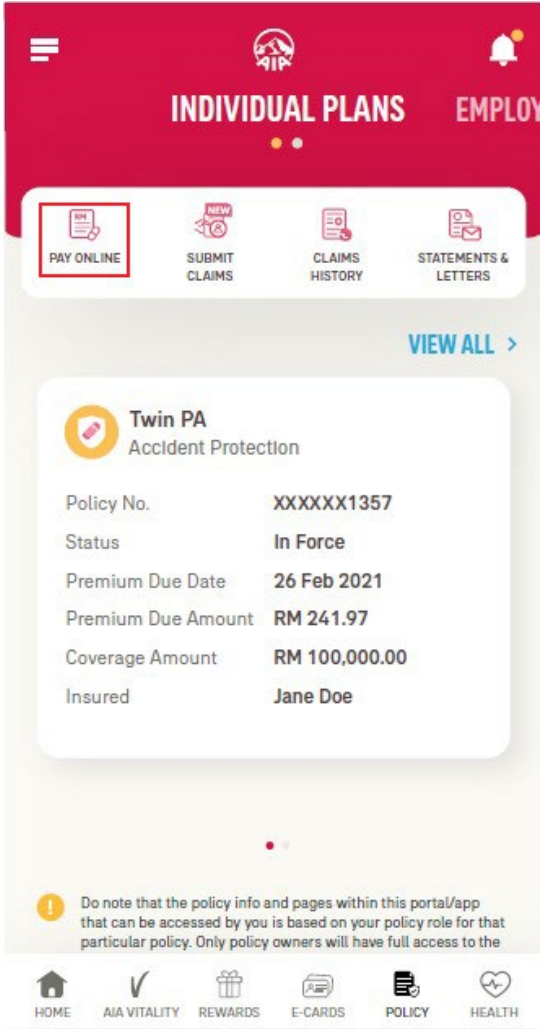 AIA
INDIVIDUAL PLANS EMPLOY
RM
NEW
PAY ONLINE
SUBMIT
CLAIMS
CLAIMS
HISTORY
STATEMENTS &
LETTERS
VIEW ALL >
Twin PA
Accident Protection
Policy No. XXXXXX1357
Status In Force
Premium Due Date 26 Feb 2021
Premium Due Amount RM 241.97
Coverage Amount RM 100,000.00
Insured Jane Doe
Do note that the policy info and pages within this portal/app
that can be accessed by you is based on your policy role for that
particular policy. Only policy owners will have full access to the
HOME AIA VITALITY REWARDS E-CARDS POLICY HEALTH